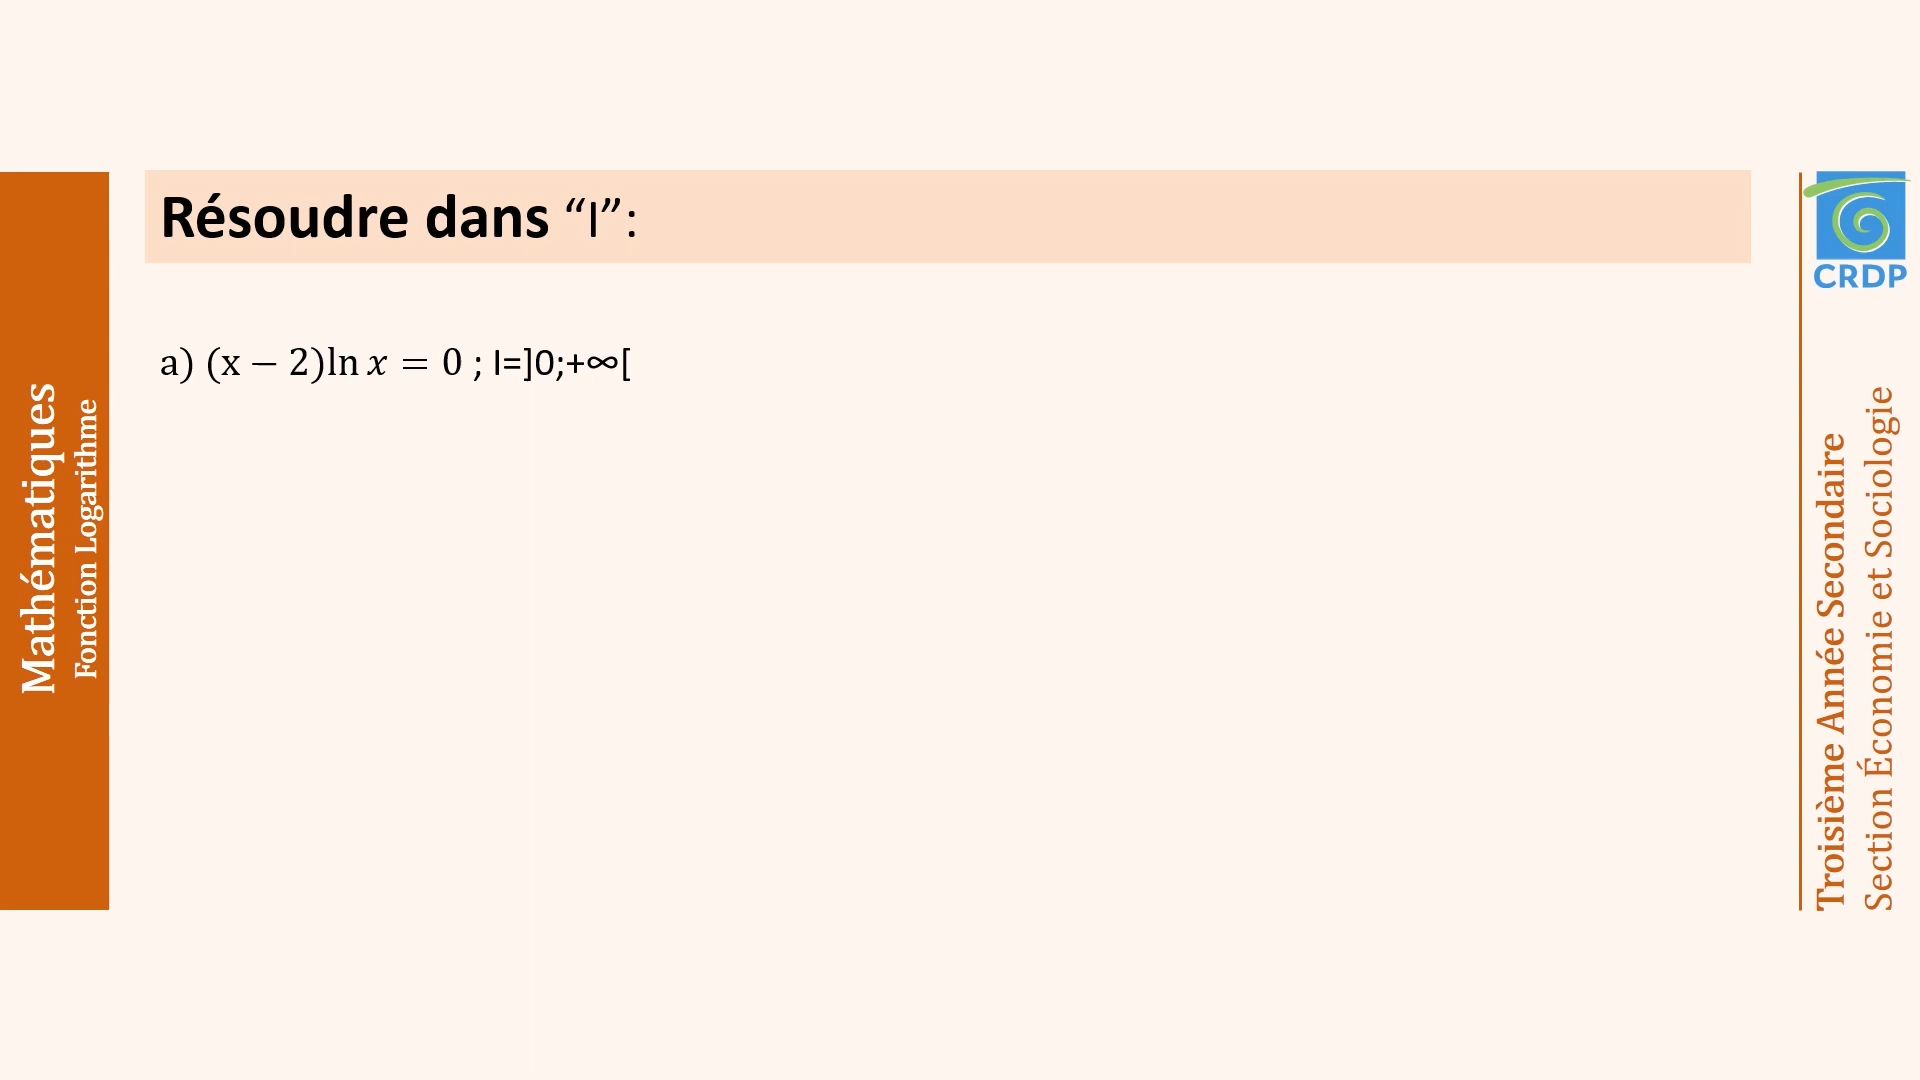 Mathématiques
Fonction Logarithme
Résoudre dans “I”:
a) (x − 2)ln x = 0 ; I=]0;+∞[
CRDP
Troisième Année Secondaire
Section Économie et Sociologie